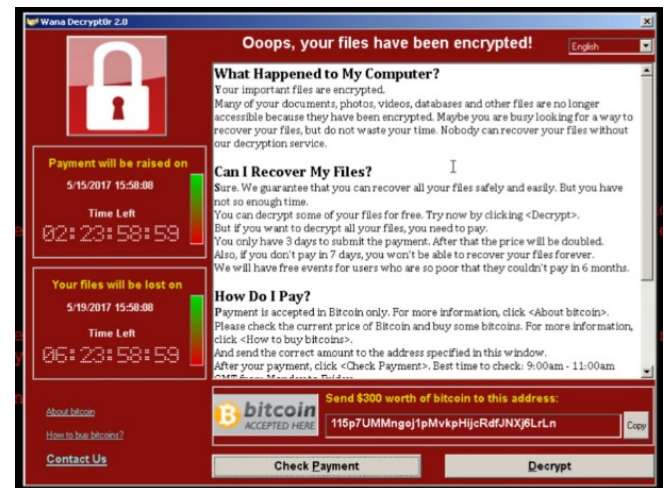 Wana Decrypt0r 2.0
Ooops, your files have been encrypted!
English
What Happened to My Computer?
Your important files are encrypted.
Many of your documents, photos, videos, databases and other files are no longer
accessible because they have been encrypted. Maybe you are busy looking for a way to
recover your files, but do not waste your time. Nobody can recover your files without
our decryption service.
Can I Recover My Files?
Sure. We guarantee that you can recover all your files safely and easily. But you have
not so enough time.
You can decrypt some of your files for free. Try now by clicking <Decrypt>.
But if you want to decrypt all your files, you need to pay.
You only have 3 days to submit the payment. After that the price will be doubled.
Also, if you don't pay in 7 days, you won't be able to recover your files forever.
We will have free events for users who are so poor that they couldn't pay in 6 months.
How Do I Pay?
Payment is accepted in Bitcoin only. For more information, click <About bitcoin>.
Please check the current price of Bitcoin and buy some bitcoins. For more information,
click <How to buy bitcoins>.
And send the correct amount to the address specified in this window.
After your payment, click <Check Payment>. Best time to check: 9:00am - 11:00am
GMT from Monday to Friday.
Payment will be raised on
5/15/2017 15:58:08
Time Left
02:23:58:59
Your files will be lost on
5/19/2017 15:58:08
Time Left
06:23:58:59
About bitcoin
How to buy bitcoins?
Contact Us
bitcoin
ACCEPTED HERE
Send $300 worth of bitcoin to this address:
115p7UMMngoj1pMvkpHijcRdfJNXj6LrLn
Copy
Check Payment
Decrypt